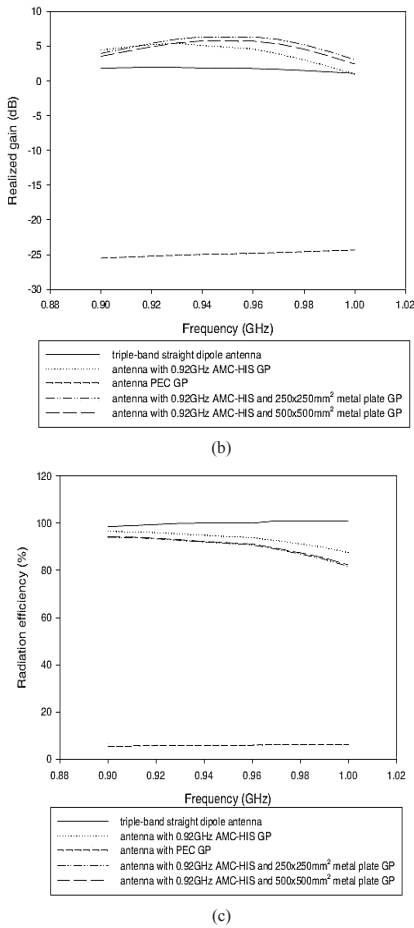 10
5
0
-5
-10
-15
-20
-25
-30
Realized gain (dB)
0.88 0.90 0.92 0.94 0.96 0.98 1.00 1.02
Frequency (GHz)
triple-band straight dipole antenna
antenna with 0.92GHz AMC-HIS GP
antenna PEC GP
antenna with 0.92GHz AMC-HIS and 250x250mm² metal plate GP
antenna with 0.92GHz AMC-HIS and 500x500mm² metal plate GP
(b)
120
100
80
60
40
20
0
Radiation efficiency (%)
0.88 0.90 0.92 0.94 0.96 0.98 1.00 1.02
Frequency (GHz)
triple-band straight dipole antenna
antenna with 0.92GHz AMC-HIS GP
antenna with PEC GP
antenna with 0.92GHz AMC-HIS and 250x250mm² metal plate GP
antenna with 0.92GHz AMC-HIS and 500x500mm² metal plate GP
(c)